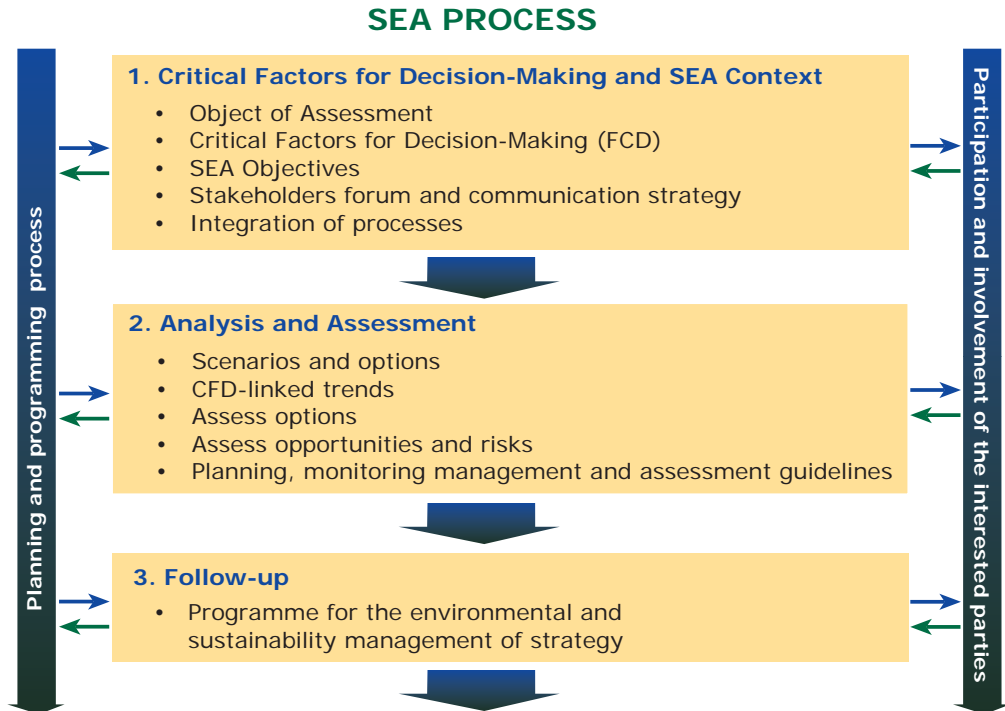 SEA PROCESS
Planning and programming process
1. Critical Factors for Decision-Making and SEA Context
• Object of Assessment
• Critical Factors for Decision-Making (FCD)
• SEA Objectives
• Stakeholders forum and communication strategy
• Integration of processes
2. Analysis and Assessment
• Scenarios and options
• CFD-linked trends
• Assess options
• Assess opportunities and risks
• Planning, monitoring management and assessment guidelines
3. Follow-up
• Programme for the environmental and
sustainability management of strategy
Participation and involvement of the interested parties